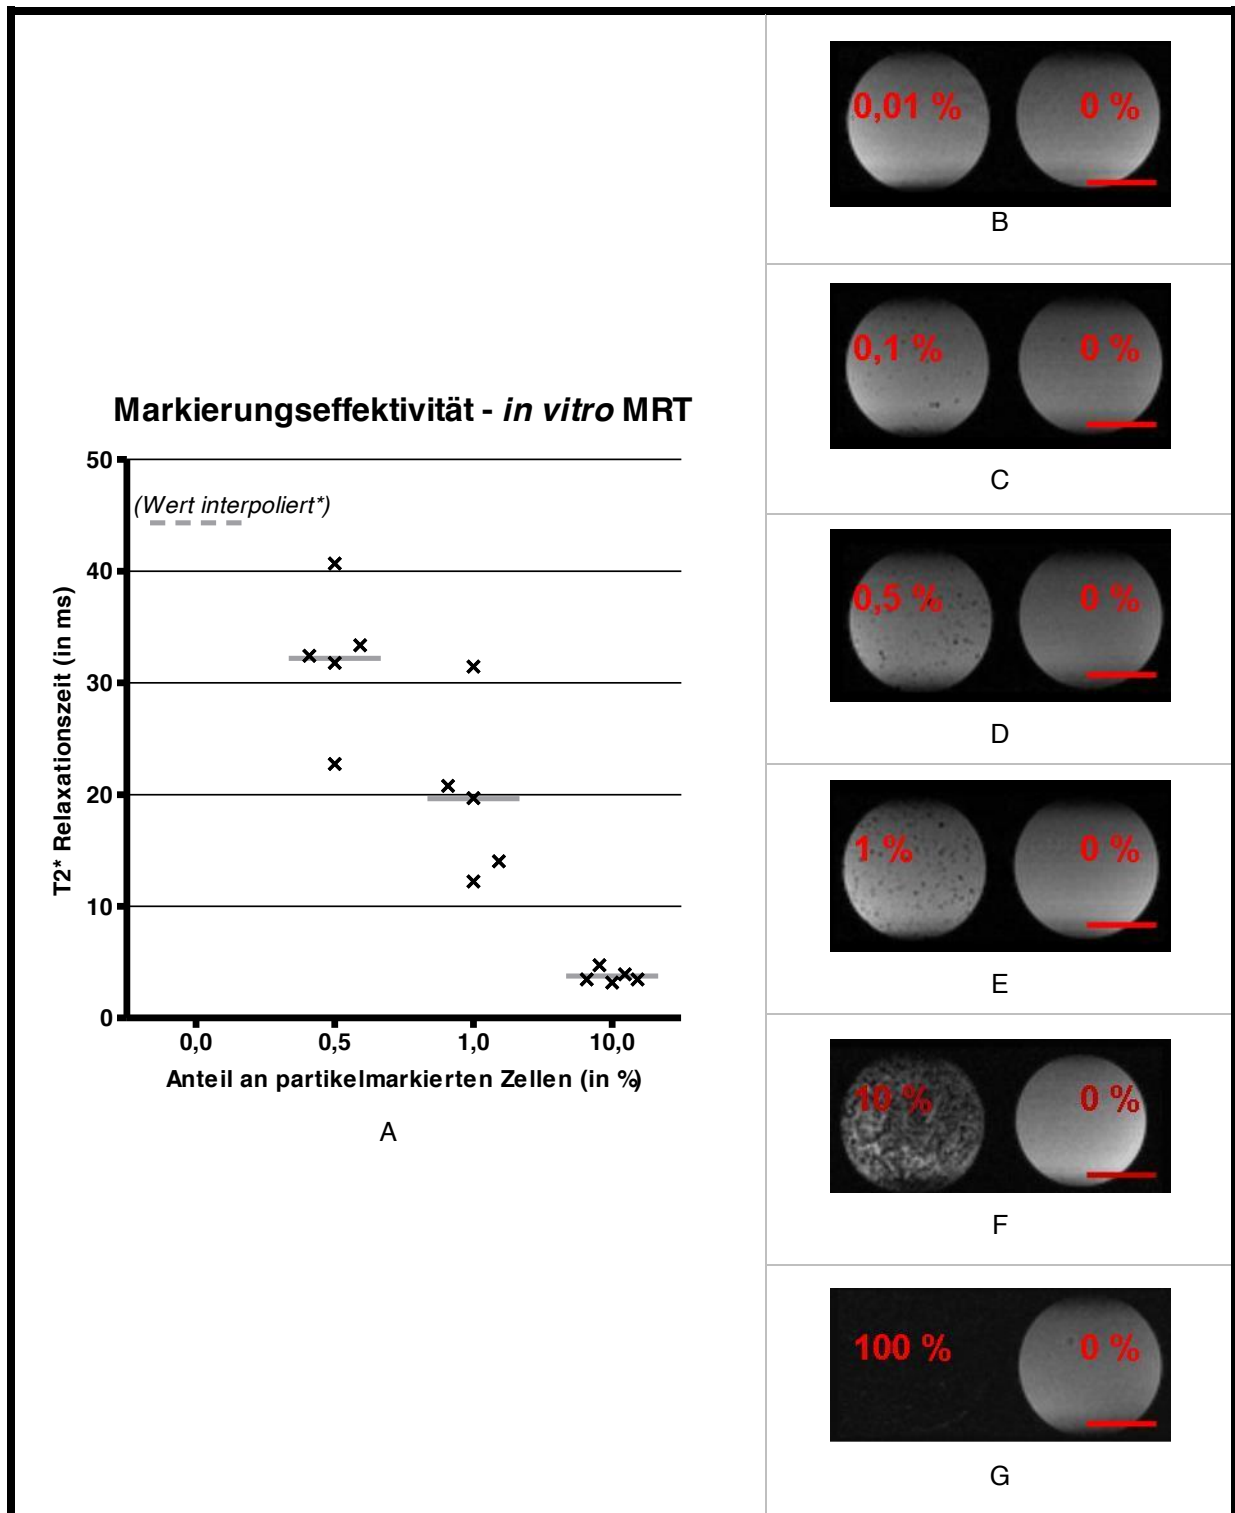 Markierungseffektivität - in vitro MRT
50
(Wert interpoliert*)
40
30
20
10
0
T2* Relaxationszeit (in ms)
0,0 0,5 1,0 10,0
Anteil an partikelmarkierten Zellen (in %)
A
0,01 % 0 %
B
0,1 % 0 %
C
0,5 % 0 %
D
1 % 0 %
E
10 % 0 %
F
100 % 0 %
G